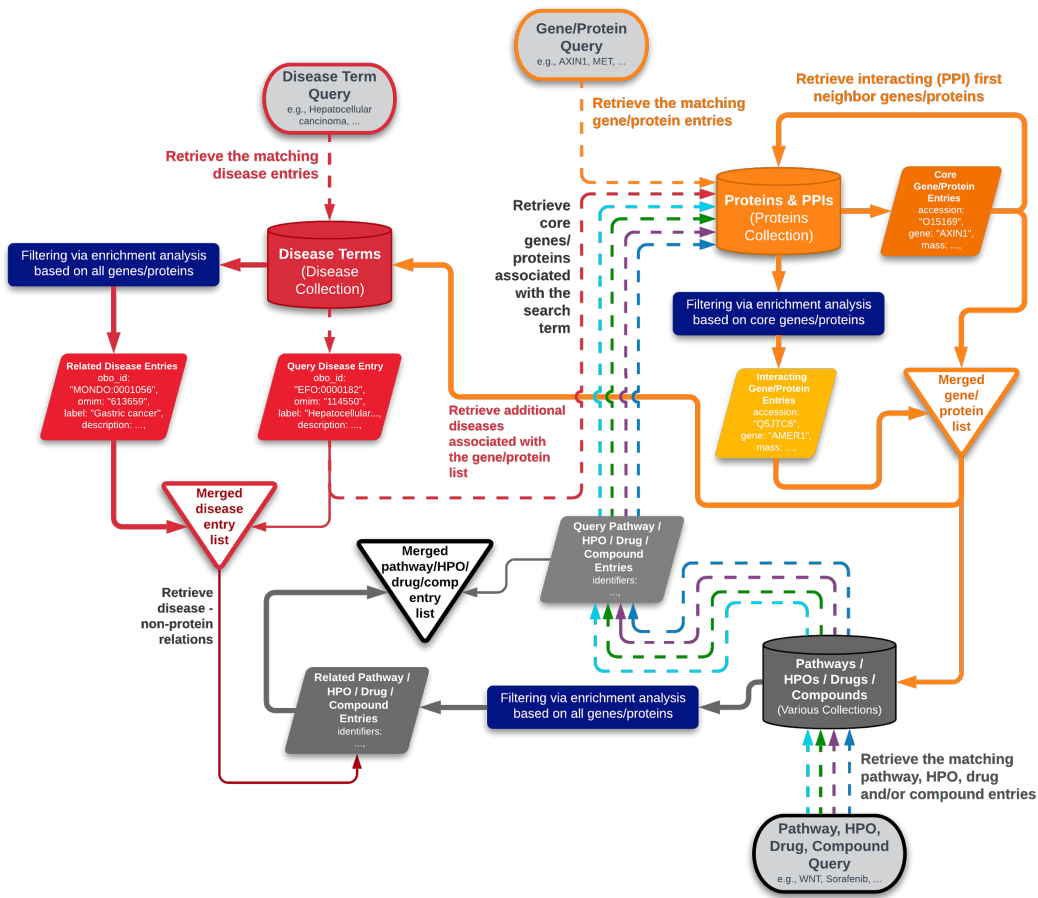 Gene/Protein
Query
e.g., AXIN1, MET, ...
Disease Term
Query
e.g., Hepatocellular
cancinoma, ...
Retrieve interacting (PPI) first
neighbor genes/proteins
Retrieve the matching
gene/protein entries
Retrieve the matching
disease entries
Proteins & PPIs
(Proteins
Collection)
Core
Gene/Protein
Entries
accession:
"O15169",
gene: "AXIN1",
mass: ...,
Retrieve
core
genes/
proteins
associated
with the
search
term
Disease Terms
(Disease
Collection)
Filtering via enrichment analysis
based on all genes/proteins
Filtering via enrichment analysis
based on core genes/proteins
Related Disease Entries
obo_id:
"MONDO:0001056",
omim: "613659",
label: "Gastric cancer",
description: ...,
Query Disease Entry
obo_id:
"EFO:0000182",
omim: "114550",
label: "Hepatocellular...,
description: ...,
Interacting
Gene/Protein
Entries
accession:
"Q5JTC6",
gene: "AMER1",
mass: ...,
Merged
gene/
protein
list
Retrieve additional
diseases
associated with
the gene/protein
list
Merged
disease
entry
list
Query Pathway /
HPO / Drug /
Compound
Entries
identifiers:
...,
Merged
pathway/HPO/
drug/comp
entry
list
Retrieve
disease -
non-protein
relations
Pathways /
HPOs / Drugs /
Compounds
(Various Collections)
Related Pathway /
HPO / Drug /
Compound
Entries
identifiers:
...,
Filtering via enrichment analysis
based on all genes/proteins
Retrieve the matching
pathway, HPO, drug
and/or compound entries
Pathway, HPO,
Drug, Compound
Query
e.g., WNT, Sorafenib, ...